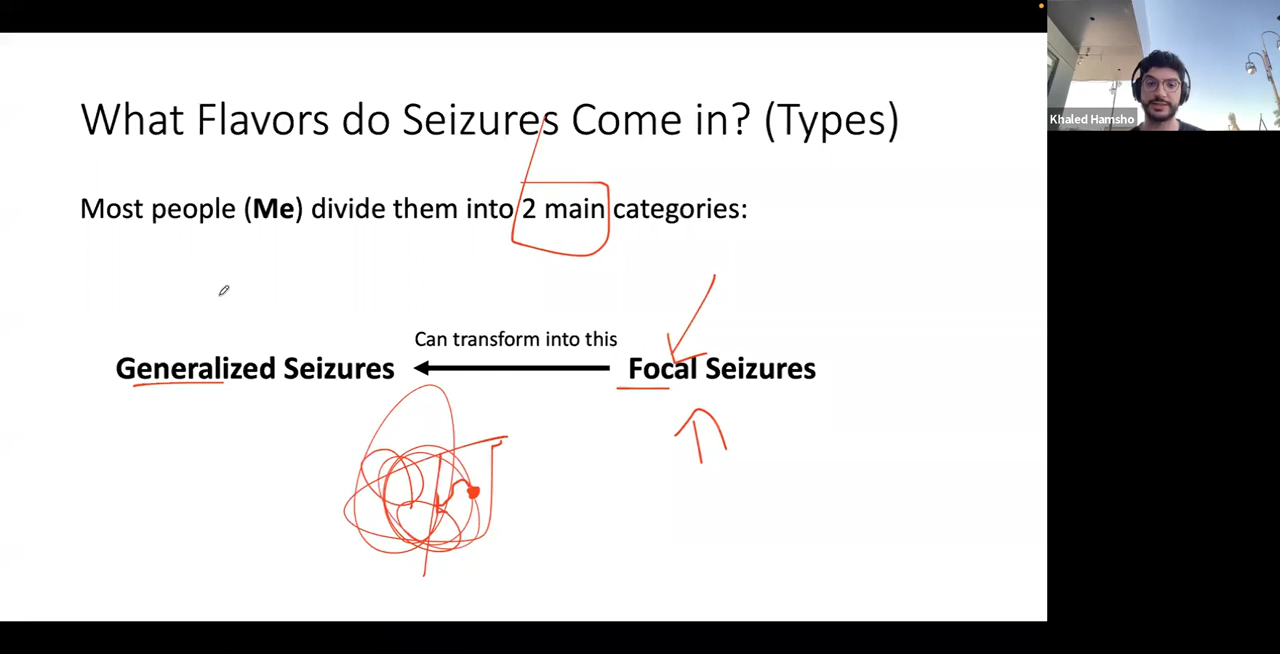 What Flavors do Seizures Come in? (Types)
Khaled Hamsho
Most people (Me) divide them into 2 main categories:
Can transform into this
Generalized Seizures
Focal Seizures